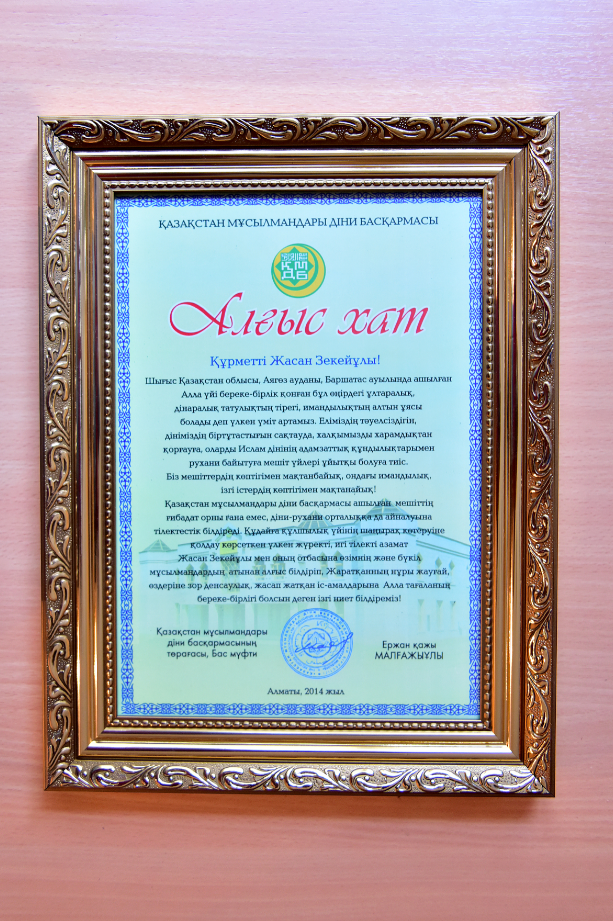 ҚАЗАҚСТАН МҰСЫЛМАНДАРЫ ДІНИ БАСҚАРМАСЫ
ҚМ
ДБ
Алғыс хат
Құрметті Жасан Зекейұлы!
Шығыс Қазақстан облысы, Аягөз ауданы, Баршатас ауылында ашылған
Алла үйі береке-бірлік қонған бұл өңірдегі ұлтаралық,
дінаралық татулықтың тірегі, имандылықтың алтын ұясы
болады деп үлкен үміт артамыз. Еліміздің тәуелсіздігін,
дініміздің біртұтастығын сақтауда, халқымызды харамдықтан
қорғауға, оларды Ислам дінінің адамзаттық құндылықтарымен
рухани байытуға мешіт үйлері ұйытқы болуға тиіс.
Біз мешіттердің көптігімен мақтанбайық, ондағы имандылық,
ізгі істердің көптігімен мақтанайық!
Қазақстан мұсылмандары діни басқармасы ашылған мешіттің
ғибадат орны ғана емес, діни-рухани орталыққа да айналуына
тілектестік білдіреді. Құдайға құлшылық үйінің шаңырақ көтеруіне
қолдау көрсеткен үлкен жүректі, игі тілекті азамат
Жасан Зекейұлы мен оның отбасына өзімнің және бүкіл
мұсылмандардың атынан алғыс білдіріп, Жаратқанның нұры жауғай,
өздеріне зор денсаулық, жасап жатқан іс-амалдарына Алла тағаланың
береке-бірлігі болсын деген ізгі ниет білдіреміз!
Қазақстан мұсылмандары
діни басқармасының
төрағасы, Бас мүфти
Ержан қажы
МАЛҒАЖЫҰЛЫ
Алматы, 2014 жыл